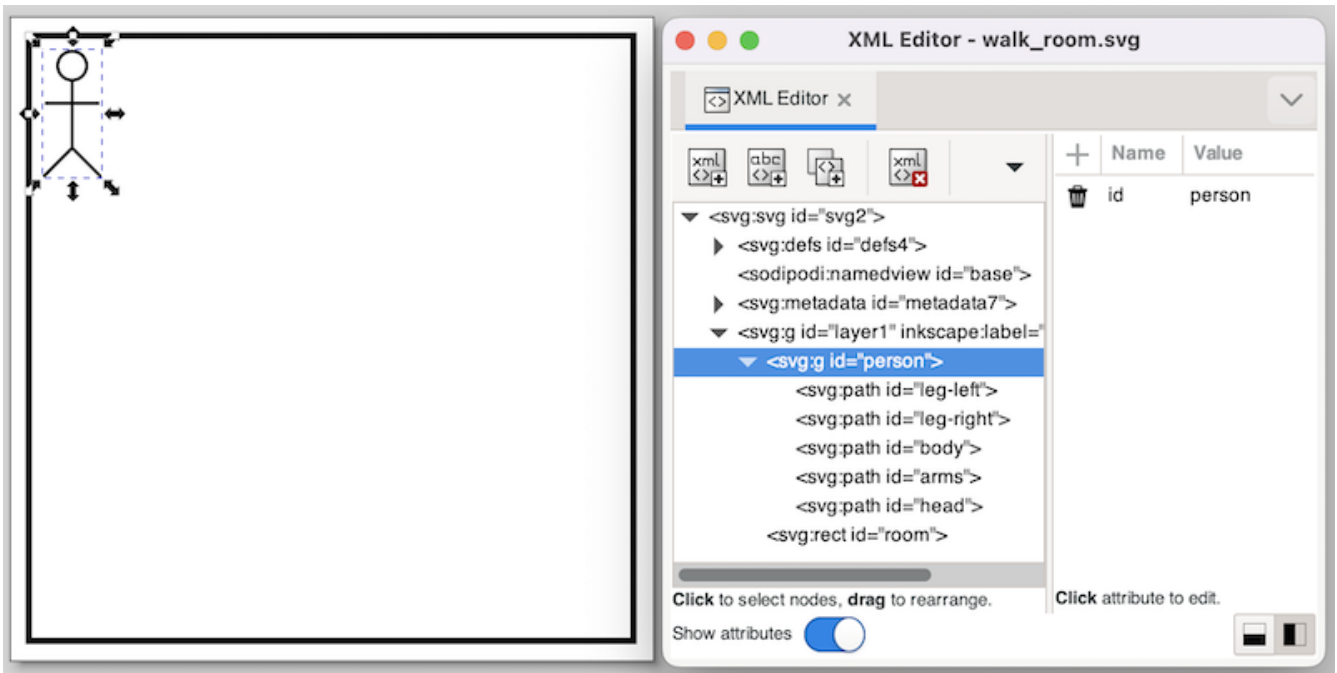 XML Editor - walk_room.svg
XML Editor
xml
abc
xml
Name Value
id person
<svg:svg id="svg2">
<svg:defs id="defs4">
<sodipodi:namedview id="base">
<svg:metadata id="metadata7">
<svg:g id="layer1" inkscape:label="
<svg:g id="person">
<svg:path id="leg-left">
<svg:path id="leg-right">
<svg:path id="body">
<svg:path id="arms">
<svg:path id="head">
<svg:rect id="room">
Click to select nodes, drag to rearrange.
Click attribute to edit.
Show attributes